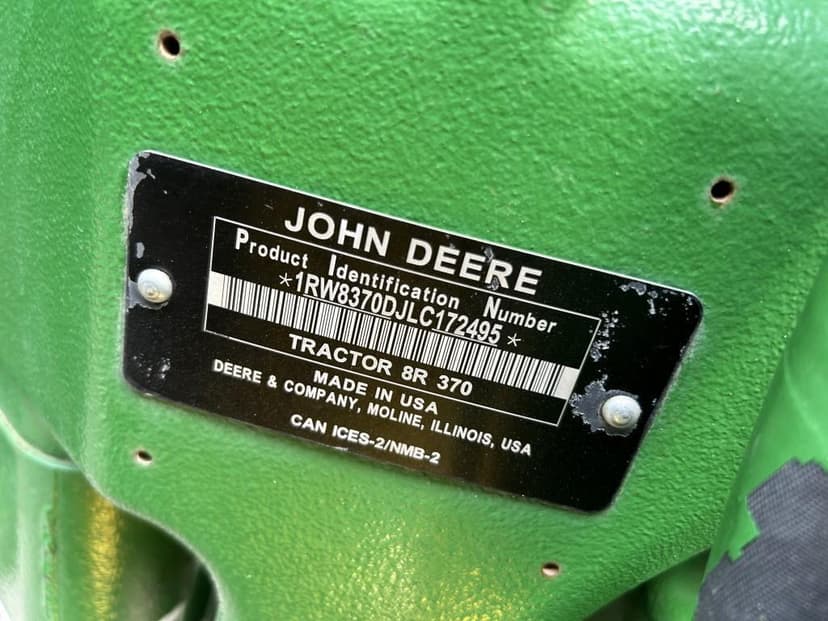 JOHN DEERE
Product Identification Number
*1RW8370DJLC172495*
TRACTOR 8R 370
MADE IN USA
DEERE & COMPANY, MOLINE, ILLINOIS, USA
CAN ICES-2/NMB-2